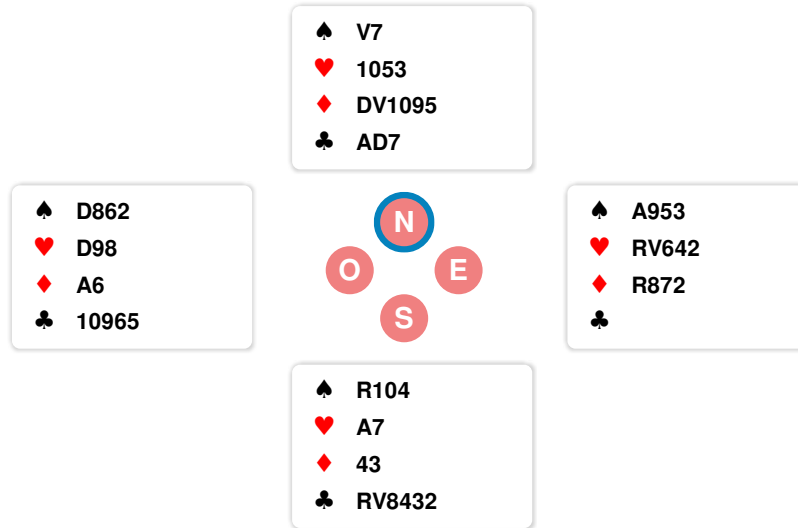 ♠ V7
♥ 1053
♦ DV1095
♣ AD7
♠ D862
♥ D98
♦ A6
♣ 10965
N
O E
S
♠ A953
♥ RV642
♦ R872
♣
♠ R104
♥ A7
♦ 43
♣ RV8432